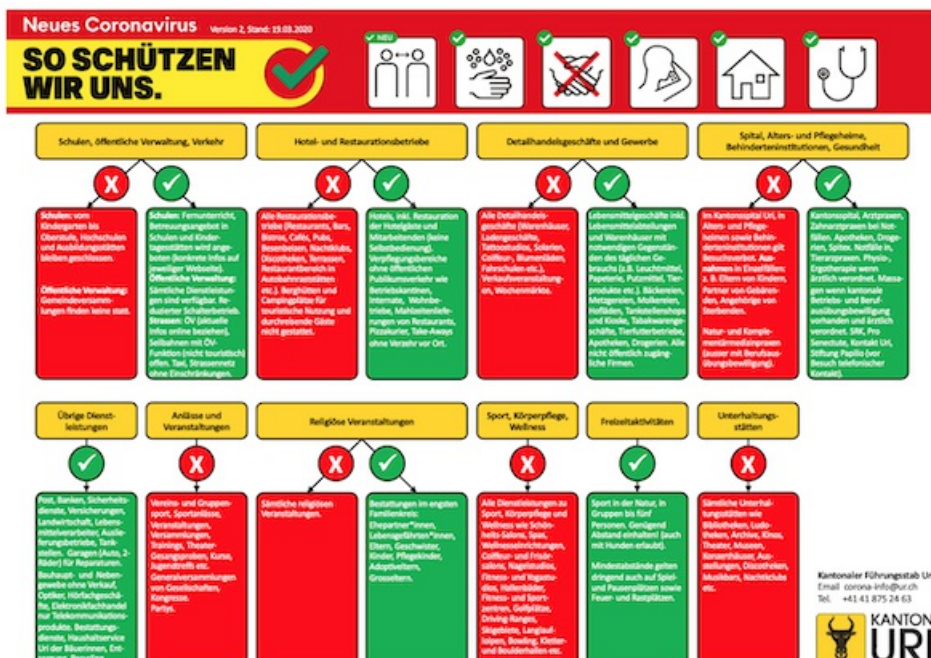 Neues Coronavirus Version 2, Stand: 19.03.2020
SO SCHÜTZEN
WIR UNS.
NEU
Schulen, öffentliche Verwaltung, Verkehr
Hotel- und Restaurationsbetriebe
Detailhandelsgeschäfte und Gewerbe
Spital, Alters- und Pflegeheime,
Behinderteninstitutionen, Gesundheit
X
X
X
X
Schulen: vom
Kindergarten bis
Oberstufe, Hochschulen
und Ausbildungsstätten
bleiben geschlossen.
Öffentliche Verwaltung:
Gemeindeversamm-
lungen finden keine statt.
Schulen: Fernunterricht,
Betreuungsangebot in
Schulen und Kinder-
tagesstätten wird ange-
boten (konkrete Infos auf
jeweiliger Webseite).
Öffentliche Verwaltung:
Sämtliche Dienstleistun-
gen sind verfügbar. Re-
duzierter Schalterbetrieb.
Strassen: ÖV (aktuelle
Infos online beziehen),
Seilbahnen mit ÖV-
Funktion (nicht touristisch)
offen. Taxi, Strassennetz
ohne Einschränkungen.
Alle Restaurationsbe-
triebe (Restaurants, Bars,
Bistros, Cafés, Pubs,
Besenbeizen, Nachtklubs,
Discotheken, Terrassen,
Restaurantbereich in
Autobahnraststätten
etc.). Berghütten und
Campingplätze für
touristische Nutzung und
durchreisende Gäste
nicht gestattet.
Hotels, inkl. Restauration
der Hotelgäste und
Mitarbeitenden (keine
Selbstbedienung).
Verpflegungsbereiche
ohne öffentlichen
Publikumsverkehr wie
Betriebskantinen,
Internate, Wohnbe-
triebe, Mahlzeitenliefe-
rungen von Restaurants,
Pizzakurier, Take-Aways
ohne Verzehr vor Ort.
Alle Detailhandels-
geschäfte (Warenhäuser,
Ladengeschäfte,
Tattoostudios, Solarien,
Coiffeur-, Blumenläden,
Fahrschulen etc.).
Verkaufsveranstaltun-
gen, Wochenmärkte.
Lebensmittelgeschäfte inkl.
Lebensmittelabteilungen
und Warenhäuser mit
notwendigen Gegenstän-
den des täglichen Ge-
brauchs (z.B. Leuchtmittel,
Papeterie, Putzmittel, Tier-
produkte etc.). Bäckereien,
Metzgereien, Molkereien,
Hofläden, Tankstellenshops
und Kioske, Tabakwarenge-
schäfte, Tierfutterbetriebe,
Apotheken, Drogerien. Alle
nicht öffentlich zugäng-
liche Firmen.
Im Kantonsspital Uri, in
Alters- und Pflege-
heimen sowie Behin-
derteninstitutionen gilt
Besuchsverbot. Aus-
nahmen in Einzelfällen:
z. B. Eltern von Kindern,
Partner von Gebären-
den, Angehörige von
Sterbenden.
Natur- und Komple-
mentärmedizinpraxen
(ausser mit Berufsaus-
übungsbewilligung).
Kantonsspital, Arztpraxen,
Zahnarztpraxen bei Not-
fällen. Apotheken, Droge-
rien, Spitex. Notfälle in
Tierarztpraxen. Physio-,
Ergotherapie wenn
ärztlich verordnet. Massa-
gen wenn kantonale
Betriebs- und Beruf-
ausübungsbewilligung
vorhanden und ärztlich
verordnet. SRK, Pro
Senectute, Kontakt Uri,
Stiftung Papilio (vor
Besuch telefonischer
Kontakt).
Übrige Dienst-
leistungen
Anlässe und
Veranstaltungen
Religiöse Veranstaltungen
Sport, Körperpflege,
Wellness
Freizeitaktivitäten
Unterhaltungs-
stätten
X
X
X
X
Post, Banken, Sicherheits-
dienste, Versicherungen,
Landwirtschaft, Lebens-
mittelverarbeiter, Auslie-
ferungsbetriebe, Tank-
stellen. Garagen (Auto, 2-
Räder) für Reparaturen.
Bauhaupt- und Neben-
gewebe ohne Verkauf,
Optiker, Hörfachgeschä-
fte, Elektronikfachhandel
nur Telekommunikations-
produkte. Bestattungs-
dienste, Haushaltservice
Uri der Bäuerinnen, Ent-
Vereins- und Gruppen-
sport, Sportanlässe,
Veranstaltungen,
Versammlungen,
Trainings, Theater-
Gesangsproben, Kurse,
Jugendtreffs etc.
Generalversammlungen
von Gesellschaften,
Kongresse.
Partys.
Sämtliche religiösen
Veranstaltungen.
Bestattungen im engsten
Familienkreis:
Ehepartner*innen,
Lebensgefährten*innen,
Eltern, Geschwister,
Kinder, Pflegekinder,
Adoptiveltern,
Grosseltern.
Alle Dienstleistungen zu
Sport, Körperpflege und
Wellness wie Schön-
heits-Salons, Spas,
Wellnesseinrichtungen,
Coiffeur- und Frisör-
salons, Nagelstudios,
Fitness- und Yogastu-
dios, Hallenbäder,
Fitness- und Sport-
zentren, Golfplätze,
Driving-Ranges,
Skigebiete, Langlauf-
loipen, Bowling, Kletter-
und Boulderhallen etc.
Sport in der Natur, in
Gruppen bis fünf
Personen. Genügend
Abstand einhalten! (auch
mit Hunden erlaubt).
Mindestabstände gelten
dringend auch auf Spiel-
und Pausenplätzen sowie
Feuer- und Rastplätzen.
Sämtliche Unterhal-
tungsstätten wie
Bibliotheken, Ludo-
theken, Archive, Kinos,
Theater, Museen,
Konzerthäuser, Aus-
stellungen, Discotheken,
Musikbars, Nachtclubs
etc.
Kantonaler Führungsstab Ur
Email corona-info@ur.ch
Tel. +41 41 875 24 63
KANTON
URI